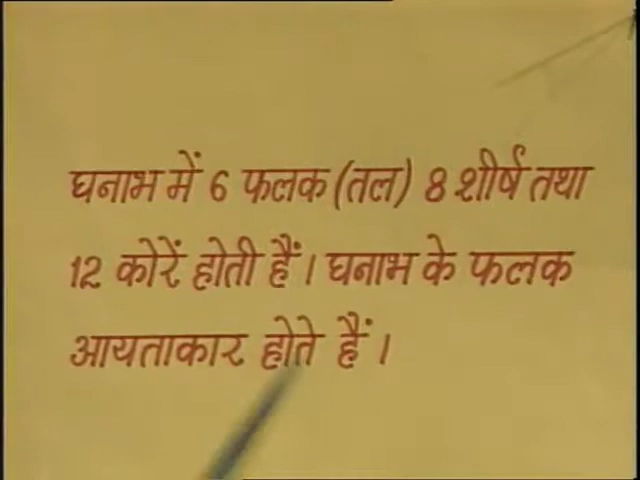 घनाभ में 6 फलक (तल) 8 शीर्ष तथा
12 कोरें होती हैं। घनाभ के फलक
आयताकार होते हैं।